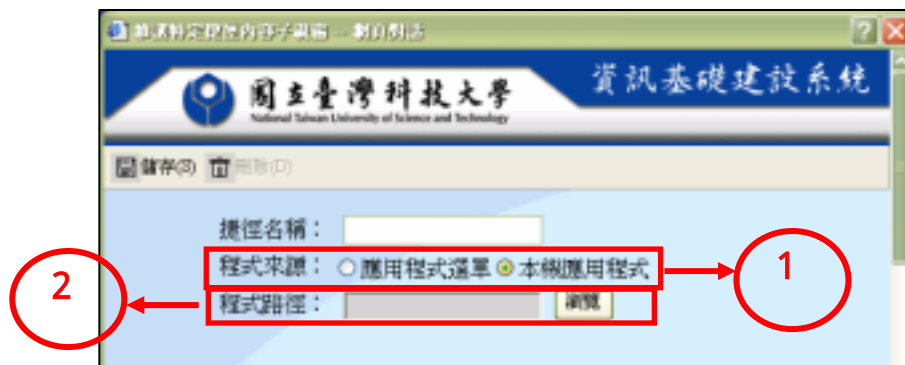 國立臺灣科技大學
National Taiwan University of Science and Technology
資訊基礎建設系統
儲存(S) 刪除(D)
捷徑名稱：
程式來源： 應用程式選單 本機應用程式
1
2
程式路徑： 瀏覽